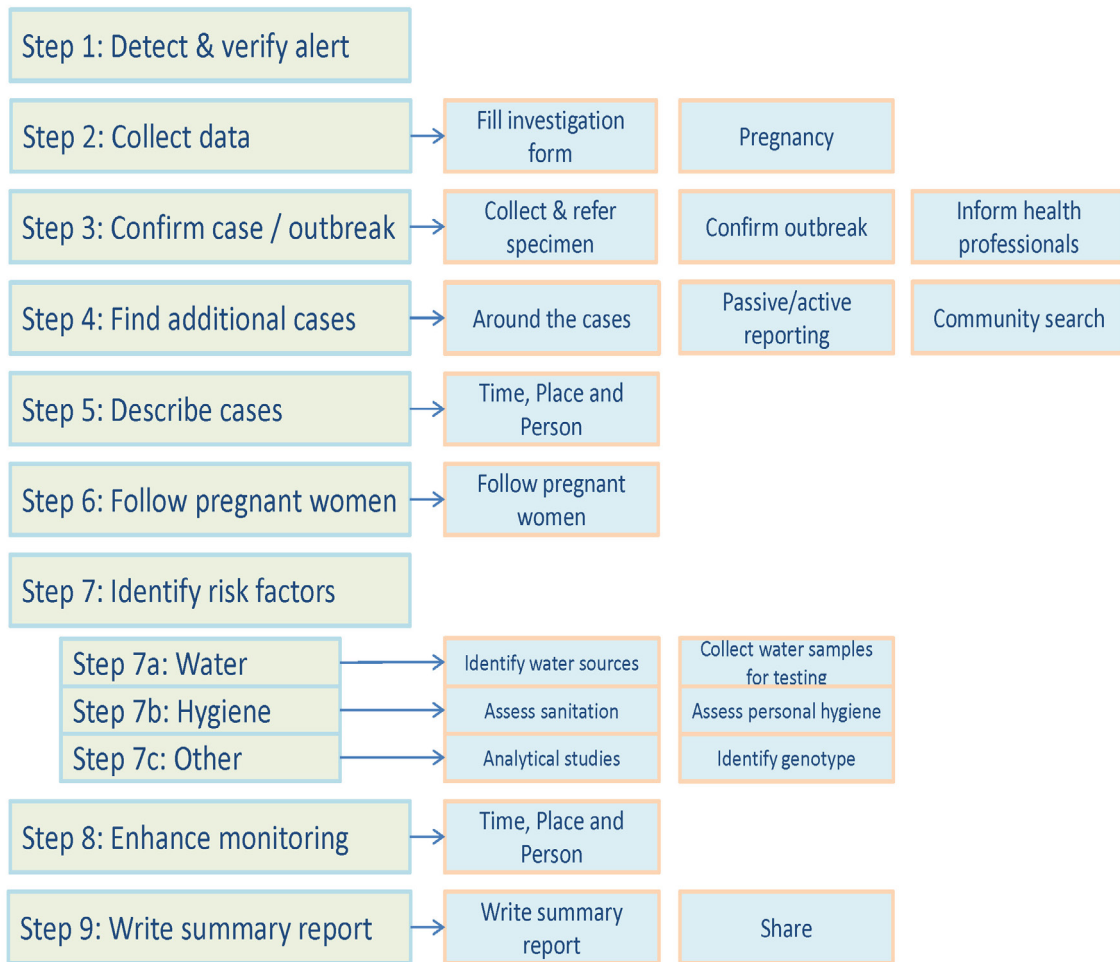 Step 1: Detect & verify alert
Step 2: Collect data
Fill investigation
form
Pregnancy
Step 3: Confirm case / outbreak
Collect & refer
specimen
Confirm outbreak
Inform health
professionals
Step 4: Find additional cases
Around the cases
Passive/active
reporting
Community search
Step 5: Describe cases
Time, Place and
Person
Step 6: Follow pregnant women
Follow pregnant
women
Step 7: Identify risk factors
Step 7a: Water
Identify water sources
Collect water samples
for testing
Step 7b: Hygiene
Assess sanitation
Assess personal hygiene
Step 7c: Other
Analytical studies
Identify genotype
Step 8: Enhance monitoring
Time, Place and
Person
Step 9: Write summary report
Write summary
report
Share